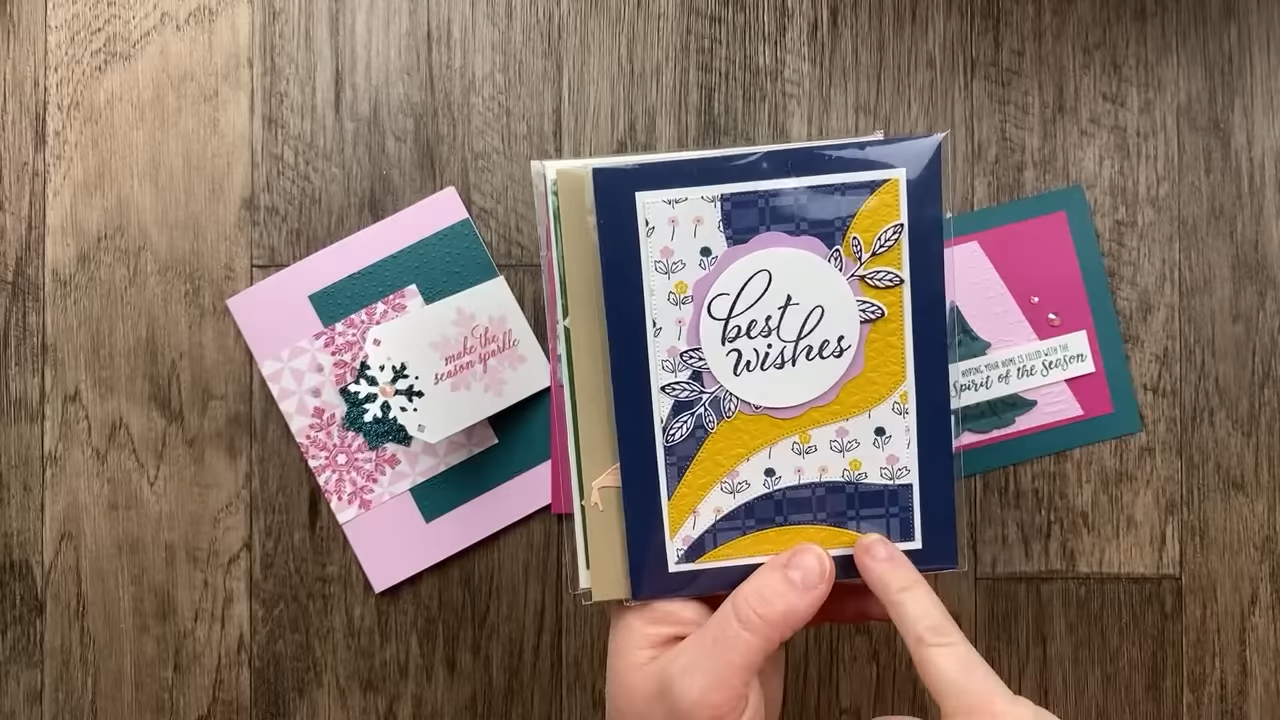 make the
season sparkle
best
wishes
HOPING YOUR HOME IS FILLED WITH THE
Spirit of the Season